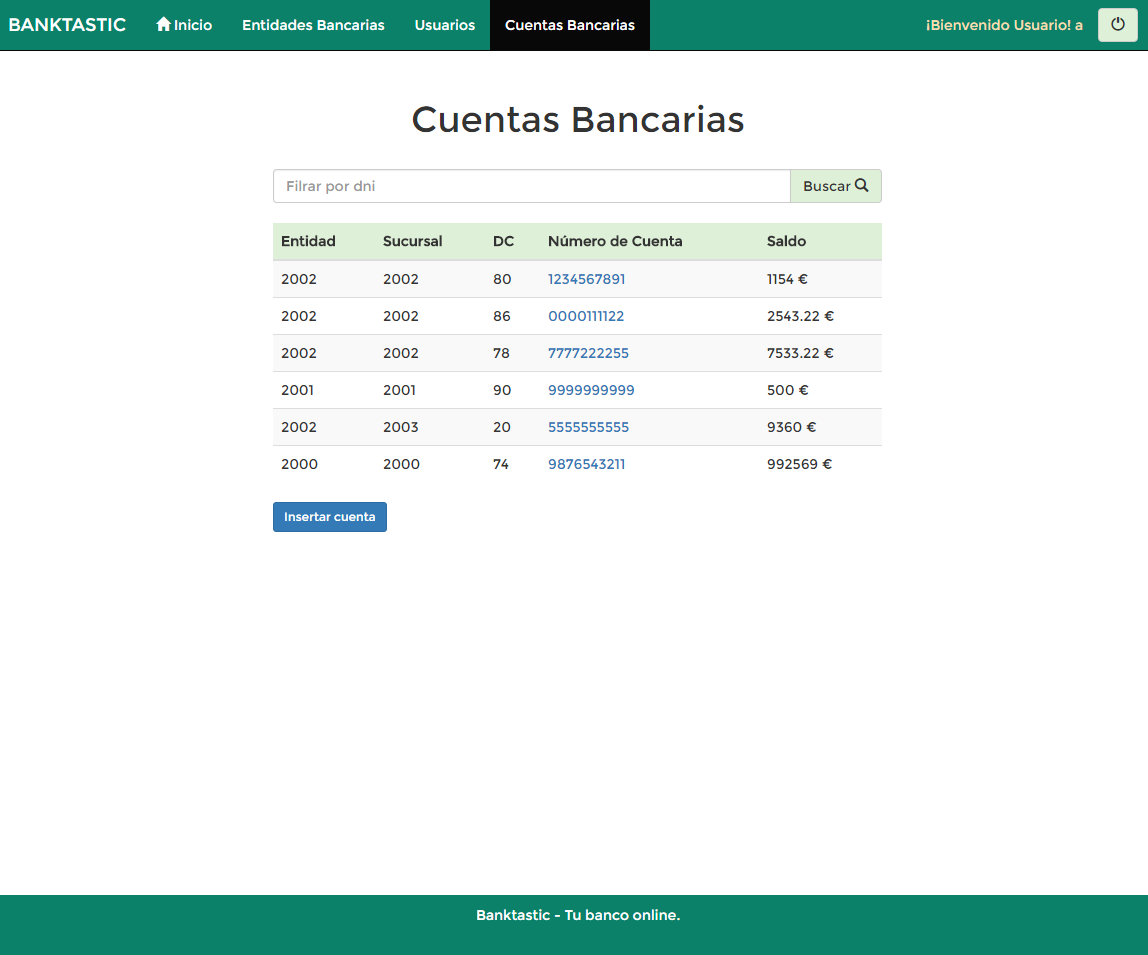 BANKTASTIC Inicio Entidades Bancarias Usuarios Cuentas Bancarias ¡Bienvenido Usuario! a
Cuentas Bancarias
Filrar por dni Buscar
Entidad Sucursal DC Número de Cuenta Saldo
2002 2002 80 1234567891 1154 €
2002 2002 86 0000111122 2543.22 €
2002 2002 78 7777222255 7533.22 €
2001 2001 90 9999999999 500 €
2002 2003 20 5555555555 9360 €
2000 2000 74 9876543211 992569 €
Insertar cuenta
Banktastic - Tu banco online.